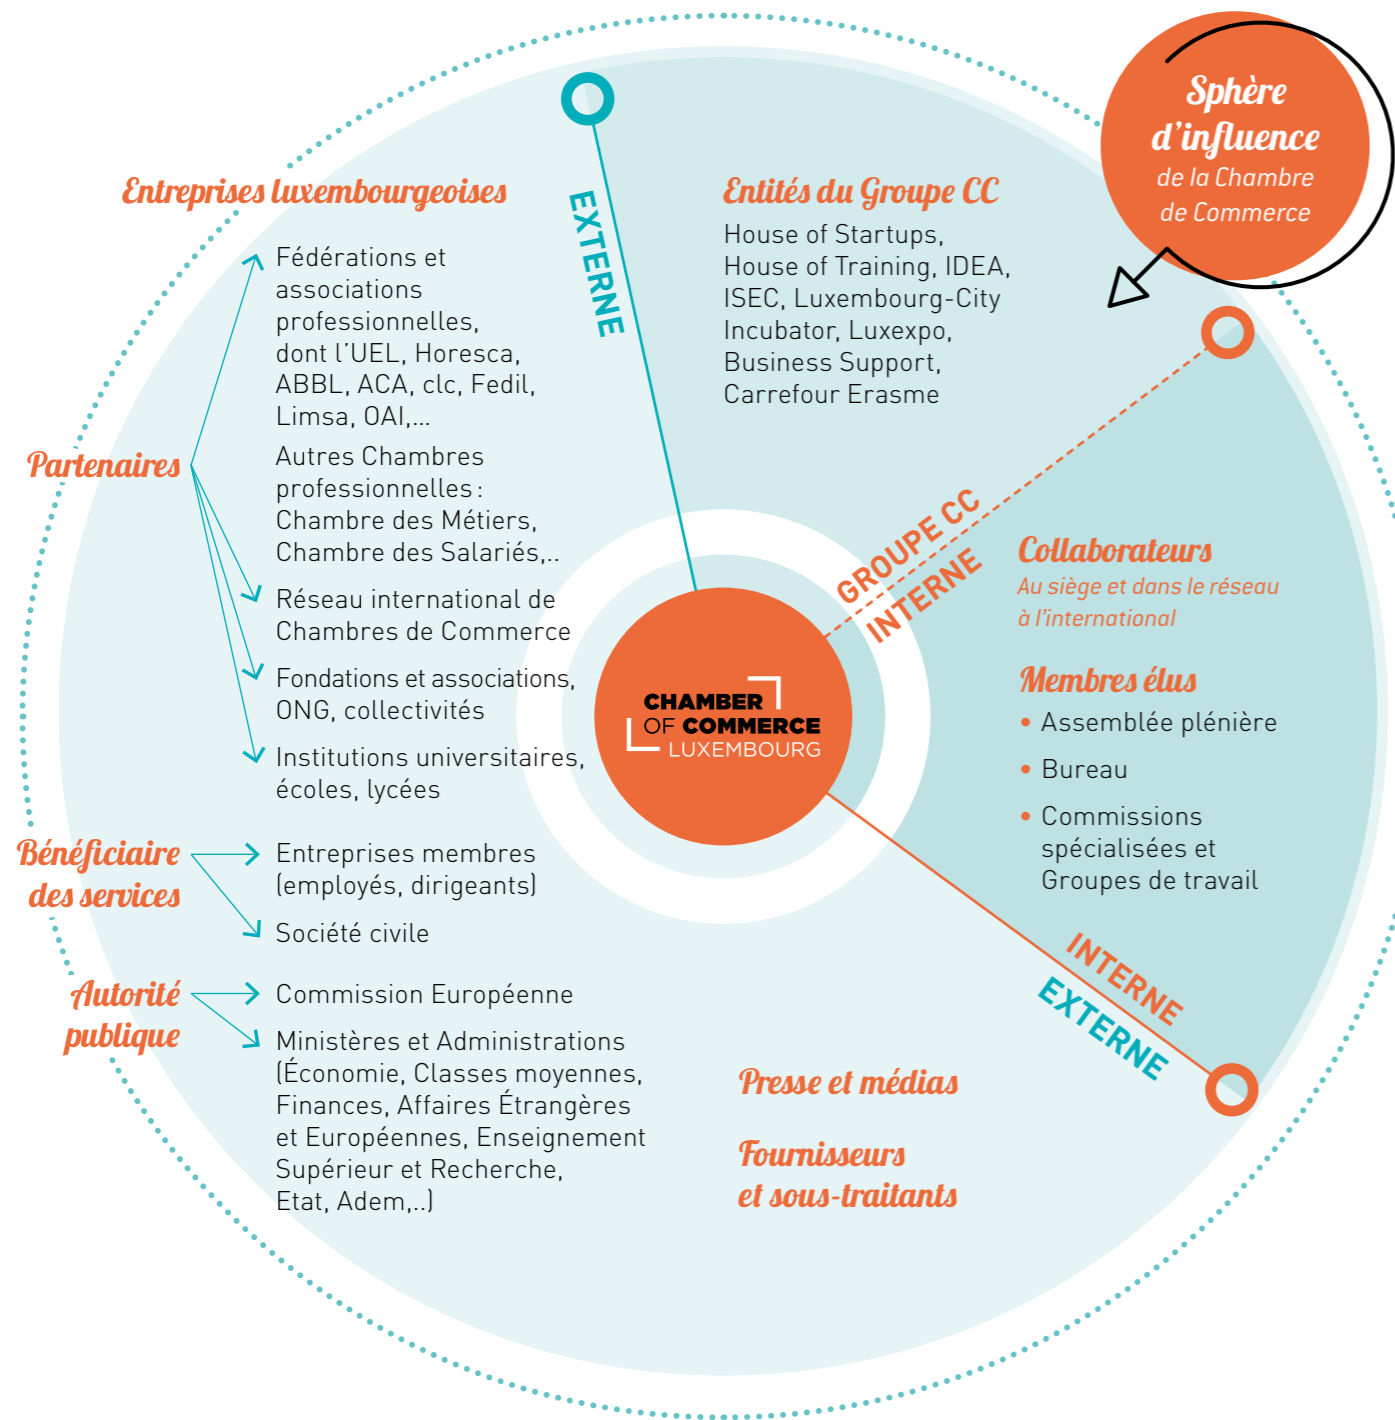 Sphère
d'influence
de la Chambre
de Commerce
Entreprises luxembourgeoises
EXTERNE
Entités du Groupe CC
House of Startups,
House of Training, IDEA,
ISEC, Luxembourg-City
Incubator, Luxexpo,
Business Support,
Carrefour Erasme
Partenaires
Fédérations et
associations
professionnelles,
dont l'UEL, Horesca,
ABBL, ACA, clc, Fedil,
Limsa, OAI,...
Autres Chambres
professionnelles :
Chambre des Métiers,
Chambre des Salariés,..
Réseau international de
Chambres de Commerce
Fondations et associations,
ONG, collectivités
Institutions universitaires,
écoles, lycées
Bénéficiaire
des services
Entreprises membres
(employés, dirigeants)
Société civile
Autorité
publique
Commission Européenne
Ministères et Administrations
(Économie, Classes moyennes,
Finances, Affaires Étrangères
et Européennes, Enseignement
Supérieur et Recherche,
Etat, Adem,..)
GROUPE CC
INTERNE
CHAMBER
OF COMMERCE
LUXEMBOURG
Collaborateurs
Au siège et dans le réseau
à l'international
Membres élus
• Assemblée plénière
• Bureau
• Commissions
spécialisées et
Groupes de travail
INTERNE
EXTERNE
Presse et médias
Fournisseurs
et sous-traitants